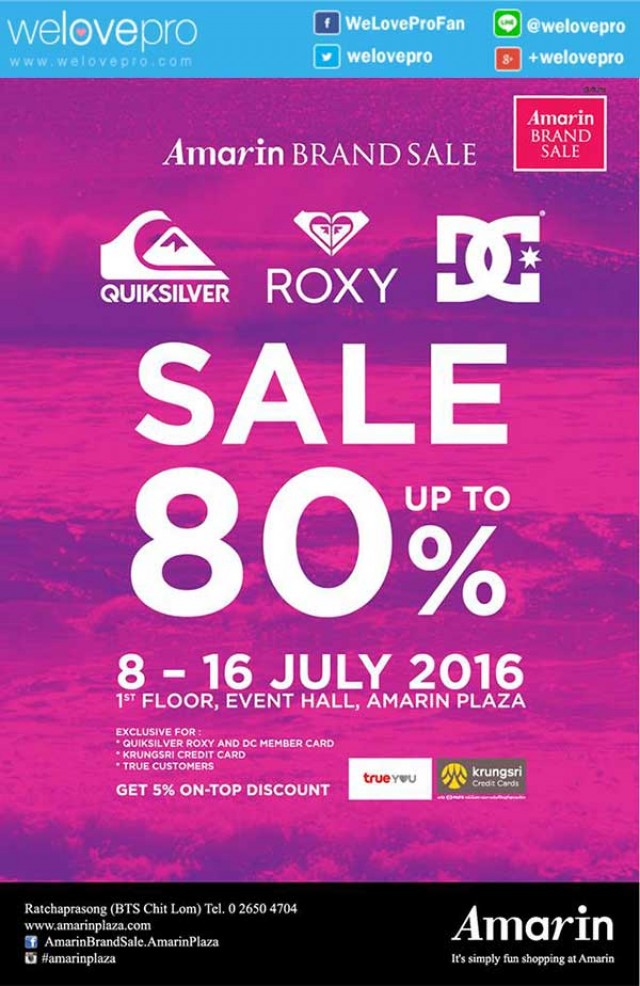 welovepro
www.welovepro.com
WeLoveProFan
@welovepro
welovepro
+welovepro
Amarin
BRAND
SALE
Amarin BRAND SALE
QUIKSILVER
ROXY
DC
SALE
UP TO
80%
8 – 16 JULY 2016
1ST FLOOR, EVENT HALL, AMARIN PLAZA
EXCLUSIVE FOR :
* QUIKSILVER ROXY AND DC MEMBER CARD
* KRUNGSRI CREDIT CARD
* TRUE CUSTOMERS
GET 5% ON-TOP DISCOUNT
trueYOU
krungsri
Credit Cards
Ratchaprasong (BTS Chit Lom) Tel. 0 2650 4704
www.amarinplaza.com
AmarinBrandSale.AmarinPlaza
#amarinplaza
Amarin
It's simply fun shopping at Amarin